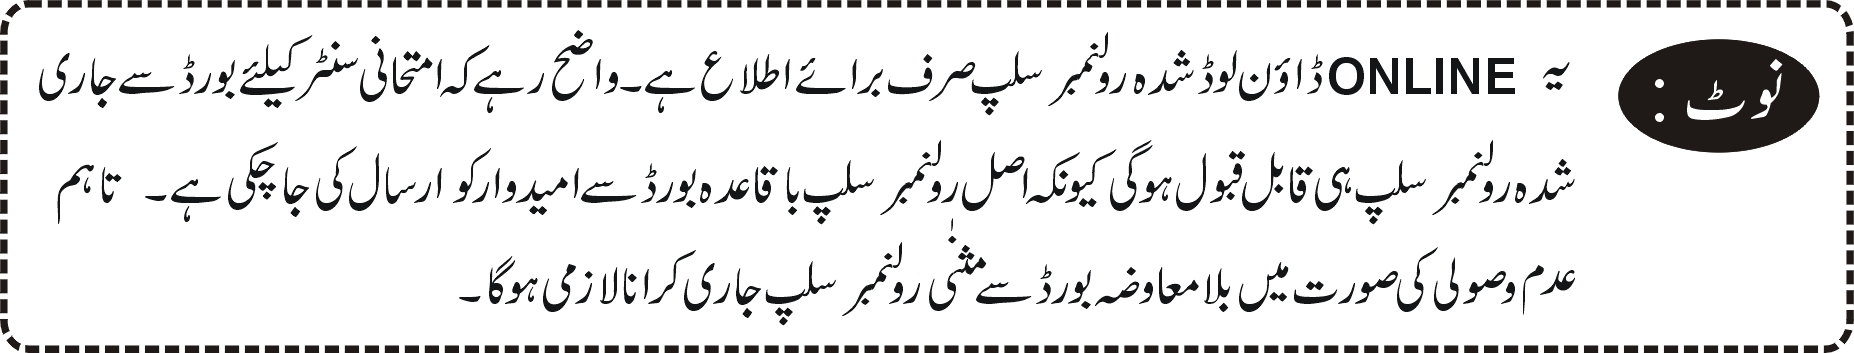 نوٹ : یہ ONLINE ڈاؤن لوڈ شدہ رولنمبر سلپ صرف برائے اطلاع ہے۔ واضح رہے کہ امتحانی سنٹر کیلئے بورڈ سے جاری
شدہ رولنمبر سلپ ہی قابل قبول ہوگی کیونکہ اصل رولنمبر سلپ باقاعدہ بورڈ سے امیدوار کو ارسال کی جا چکی ہے۔ تاہم
عدم وصولی کی صورت میں بلا معاوضہ بورڈ سے مثنٰی رولنمبر سلپ جاری کرانا لازمی ہوگا۔